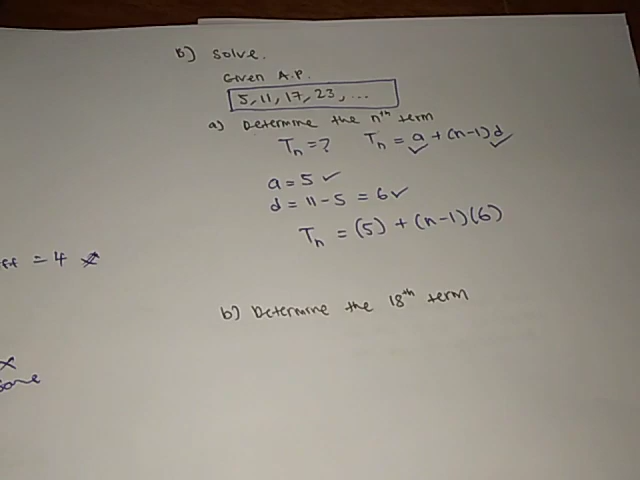 B) Solve.
Given A.P.
5, 11, 17, 23, ...
a) Determine the nth term
Tn = ? Tn = a + (n-1)d
a = 5 ✓
d = 11 - 5 = 6 ✓
Tn = (5) + (n-1)(6)
= 4
b) Determine the 18th term